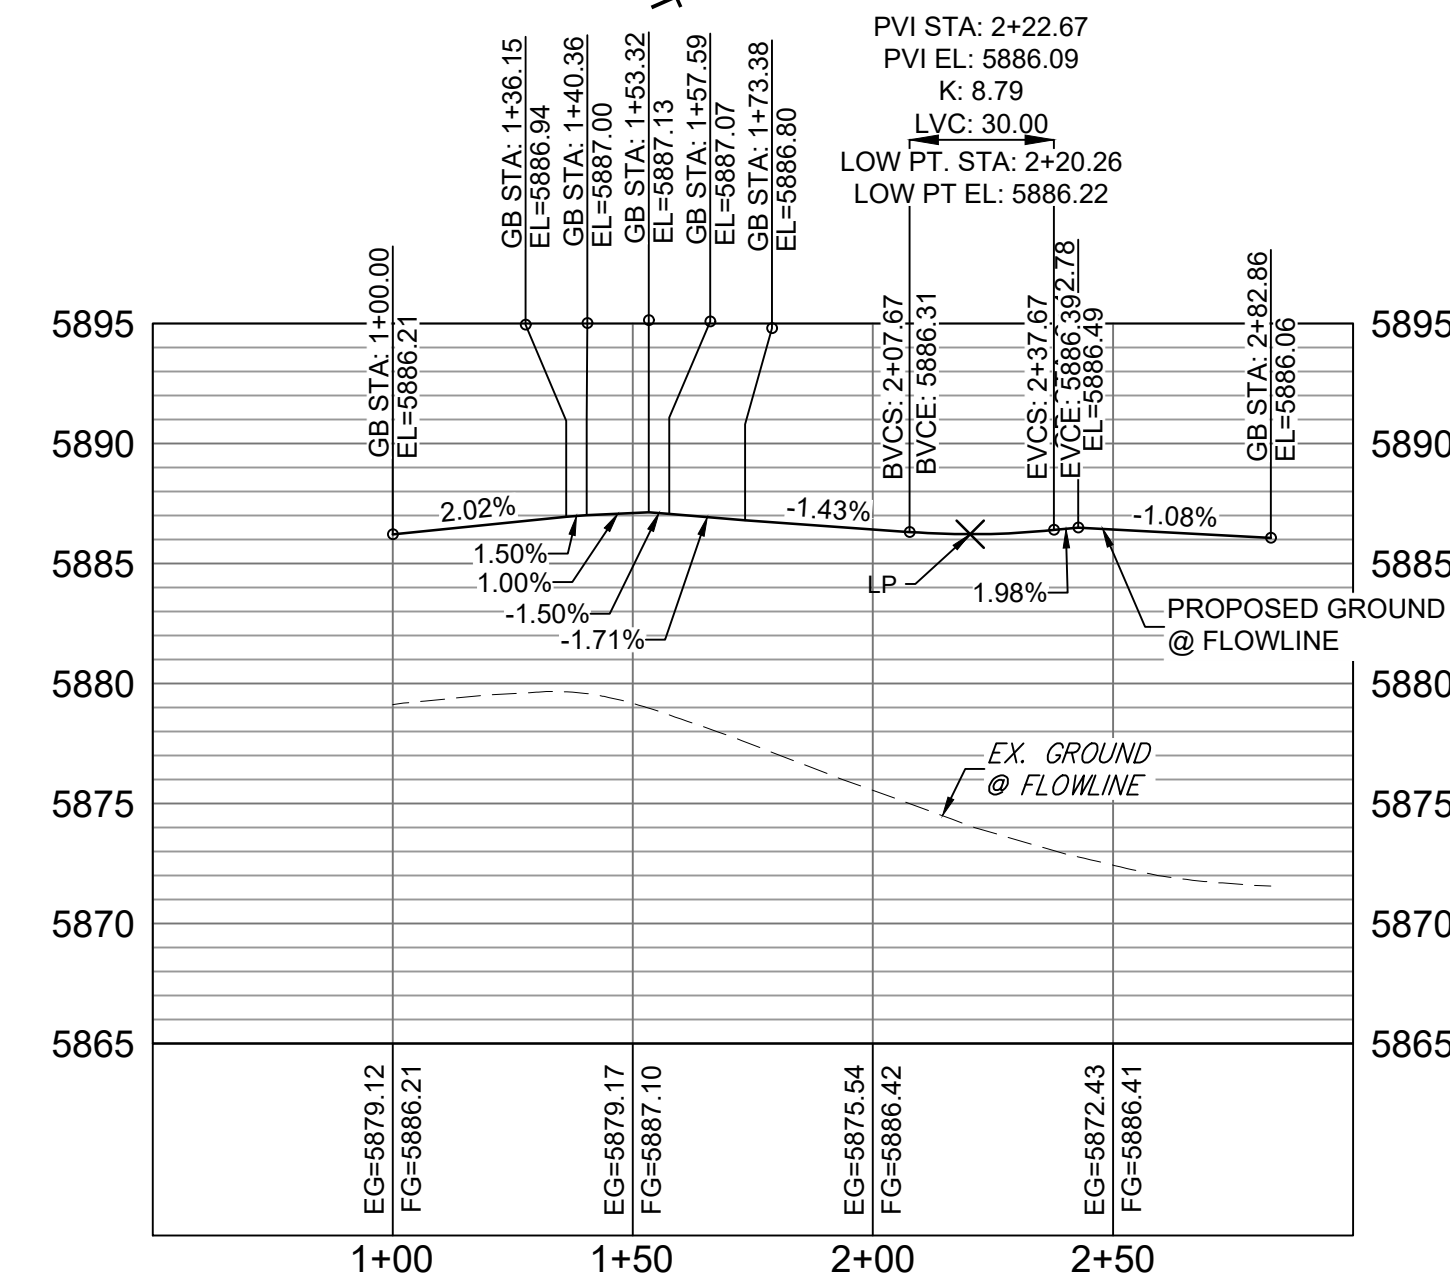 PVI STA: 2+22.67
PVI EL: 5886.09
K: 8.79
LVC: 30.00
LOW PT. STA: 2+20.26
LOW PT EL: 5886.22
GB STA: 1+00.00
EL=5886.21
GB STA: 1+36.15
EL=5886.94
GB STA: 1+40.36
EL=5887.00
GB STA: 1+53.32
EL=5887.13
GB STA: 1+57.59
EL=5887.07
GB STA: 1+73.38
EL=5886.80
BVCS: 2+07.67
BVCE: 5886.31
EVCS: 2+37.67
EVCE: 5886.39
2.78
EL=5886.49
GB STA: 2+82.86
EL=5886.06
5895
5895
5890
5890
5885
5885
5880
5880
5875
5875
5870
5870
5865
5865
2.02%
1.50%
1.00%
-1.50%
-1.71%
-1.43%
LP
1.98%
-1.08%
PROPOSED GROUND
@ FLOWLINE
EX. GROUND
@ FLOWLINE
EG=5879.12
FG=5886.21
EG=5879.17
FG=5887.10
EG=5875.54
FG=5886.42
EG=5872.43
FG=5886.41
1+00
1+50
2+00
2+50